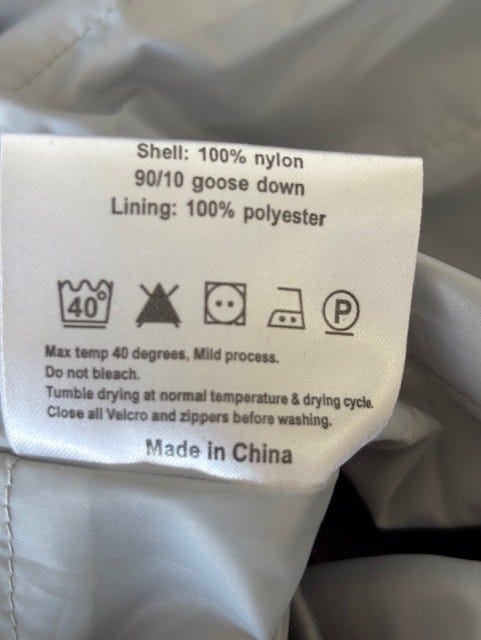 Shell: 100% nylon
90/10 goose down
Lining: 100% polyester
40° P
Max temp 40 degrees, Mild process.
Do not bleach.
Tumble drying at normal temperature & drying cycle.
Close all Velcro and zippers before washing.
Made in China